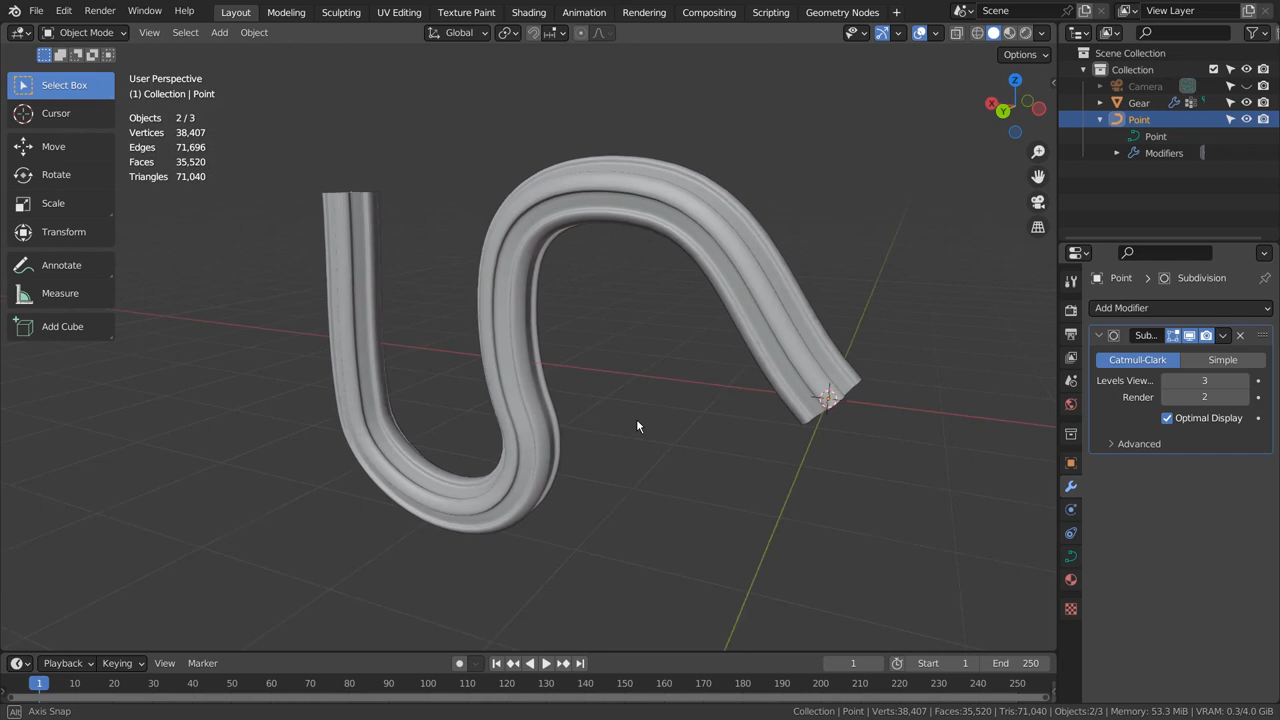 File Edit Render Window Help Layout Modeling Sculpting UV Editing Texture Paint Shading Animation Rendering Compositing Scripting Geometry Nodes + Scene View Layer
Object Mode View Select Add Object Global
Options
Select Box
Cursor
Move
Rotate
Scale
Transform
Annotate
Measure
Add Cube
User Perspective
(1) Collection | Point
Objects 2 / 3
Vertices 38,407
Edges 71,696
Faces 35,520
Triangles 71,040
Z
X
Y
Scene Collection
Collection
Camera
Gear
Point
Point
Modifiers
Point > Subdivision
Add Modifier
Sub...
Catmull-Clark Simple
Levels View... 3
Render 2
Optimal Display
Advanced
Playback Keying View Marker 1 Start 1 End 250
1 10 20 30 40 50 60 70 80 90 100 110 120 130 140 150 160 170 180 190 200 210 220 230 240 250
Alt Axis Snap Collection | Point | Verts:38,407 | Faces:35,520 | Tris:71,040 | Objects:2/3 | Memory: 53.3 MiB | VRAM: 0.3/4.0 GiB